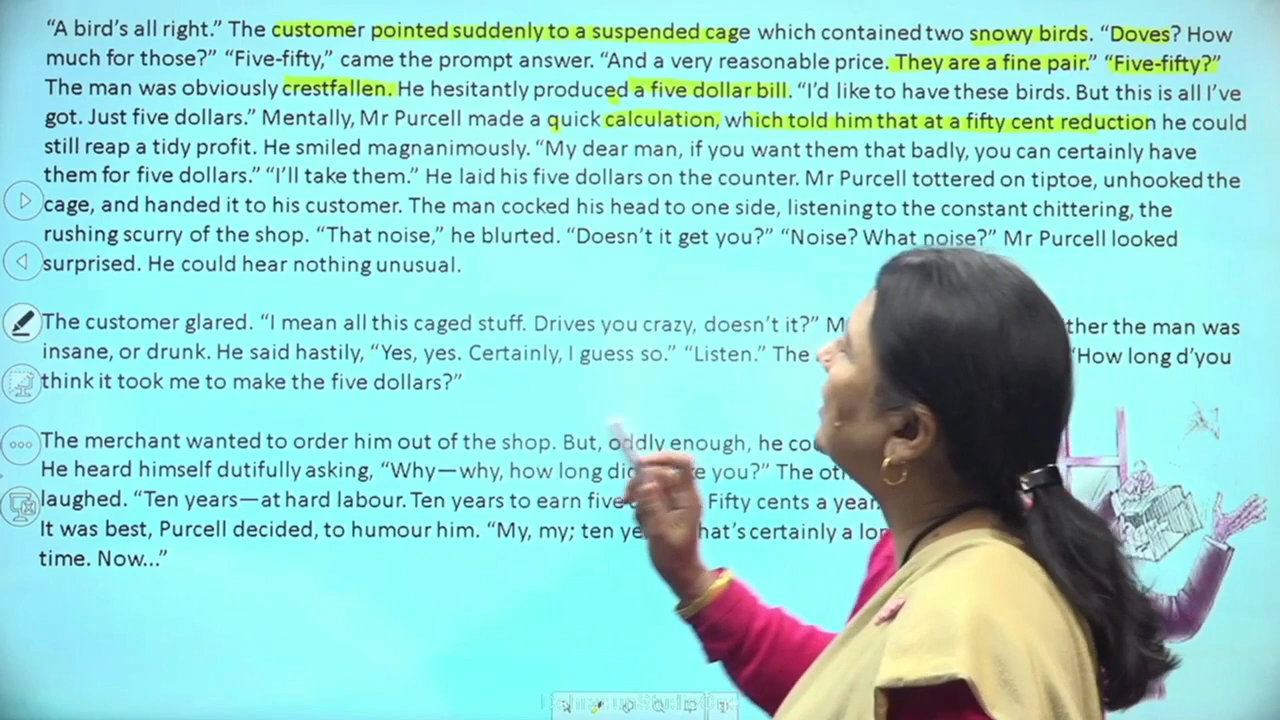 “A bird’s all right.” The customer pointed suddenly to a suspended cage which contained two snowy birds. “Doves? How
much for those?” “Five-fifty,” came the prompt answer. “And a very reasonable price. They are a fine pair.” “Five-fifty?”
The man was obviously crestfallen. He hesitantly produced a five dollar bill. “I’d like to have these birds. But this is all I’ve
got. Just five dollars.” Mentally, Mr Purcell made a quick calculation, which told him that at a fifty cent reduction he could
still reap a tidy profit. He smiled magnanimously. “My dear man, if you want them that badly, you can certainly have
them for five dollars.” “I’ll take them.” He laid his five dollars on the counter. Mr Purcell tottered on tiptoe, unhooked the
cage, and handed it to his customer. The man cocked his head to one side, listening to the constant chittering, the
rushing scurry of the shop. “That noise,” he blurted. “Doesn’t it get you?” “Noise? What noise?” Mr Purcell looked
surprised. He could hear nothing unusual.
The customer glared. “I mean all this caged stuff. Drives you crazy, doesn’t it?” the man was
insane, or drunk. He said hastily, “Yes, yes. Certainly, I guess so.” “Listen.” The “How long d’you
think it took me to make the five dollars?”
The merchant wanted to order him out of the shop. But, oddly enough, he
He heard himself dutifully asking, “Why—why, how long you?” The
laughed. “Ten years—at hard labour. Ten years to earn five Fifty cents a year.
It was best, Purcell decided, to humour him. “My, my; ten certainly a
time. Now...”